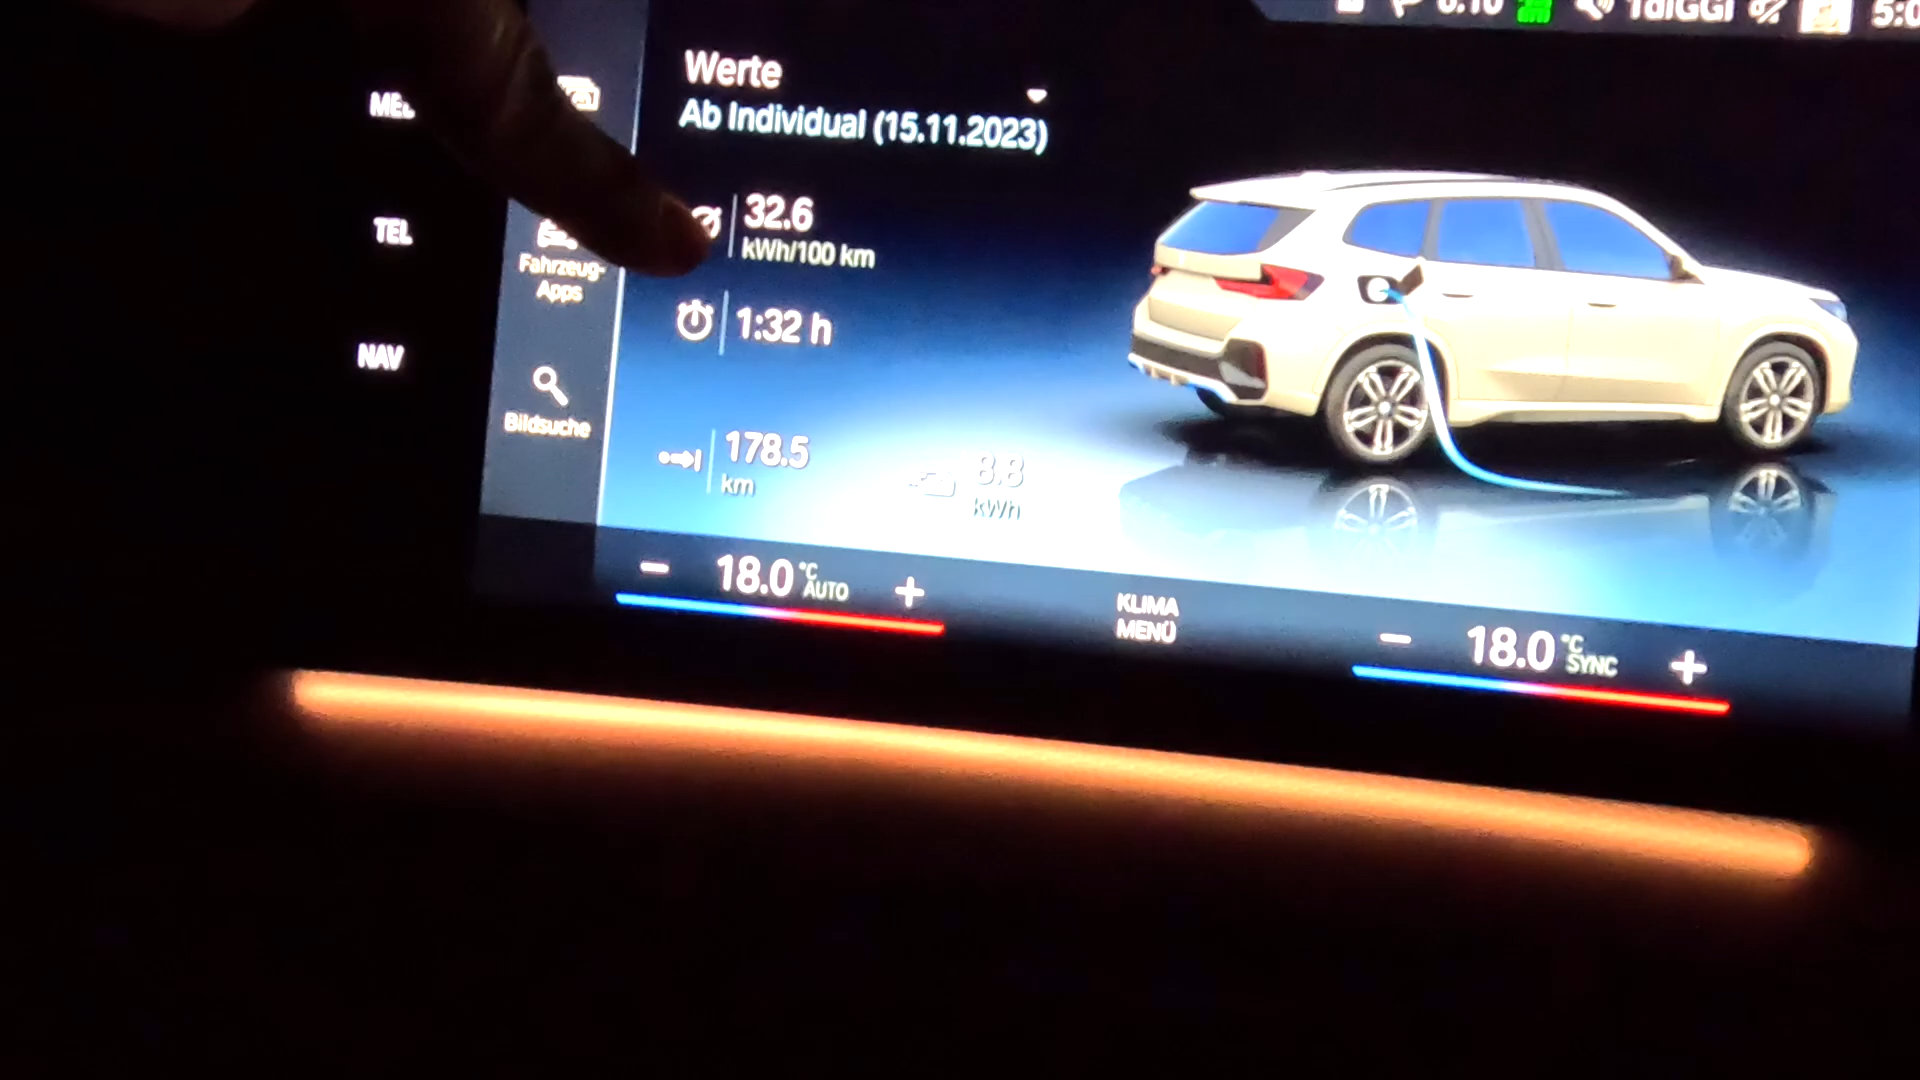 Werte
Ab Individual (15.11.2023)
32.6
kWh/100 km
1:32 h
178.5
km
8.8
kWh
TEL
NAV
Fahrzeug-
Apps
Bildsuche
18.0 °C
AUTO
KLIMA
MENÜ
18.0 °C
SYNC